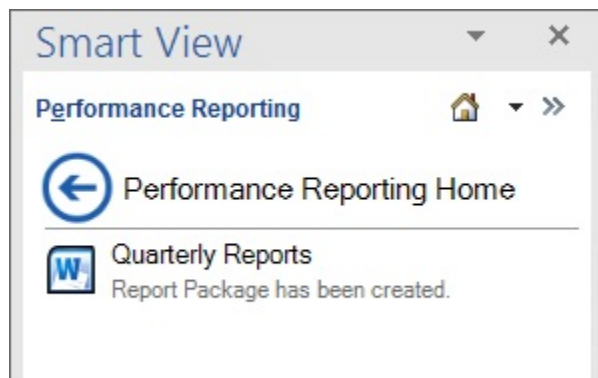 Smart View
Performance Reporting
Performance Reporting Home
W
Quarterly Reports
Report Package has been created.